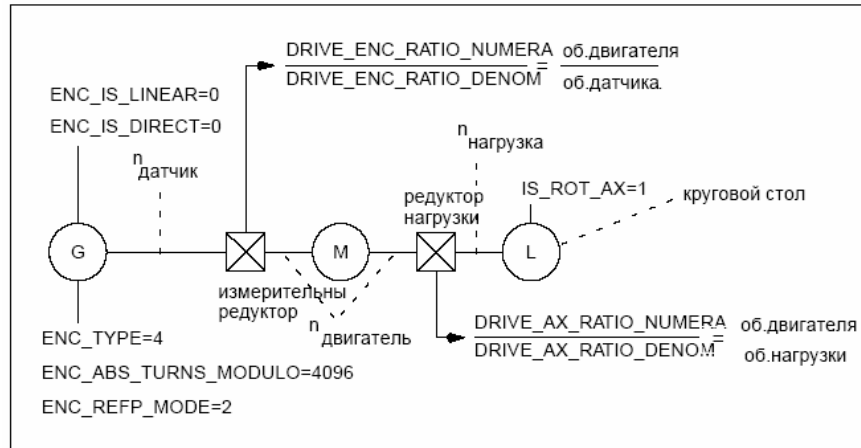 DRIVE_ENC_RATIO_NUMERA = об.двигателя
DRIVE_ENC_RATIO_DENOM об.датчика.
ENC_IS_LINEAR=0
ENC_IS_DIRECT=0
n датчик
n нагрузка
редуктор
нагрузки
IS_ROT_AX=1
круговой стол
G
M
L
измерительны
редуктор
n двигатель
ENC_TYPE=4
ENC_ABS_TURNS_MODULO=4096
ENC_REFP_MODE=2
DRIVE_AX_RATIO_NUMERA = об.двигателя
DRIVE_AX_RATIO_DENOM об.нагрузки